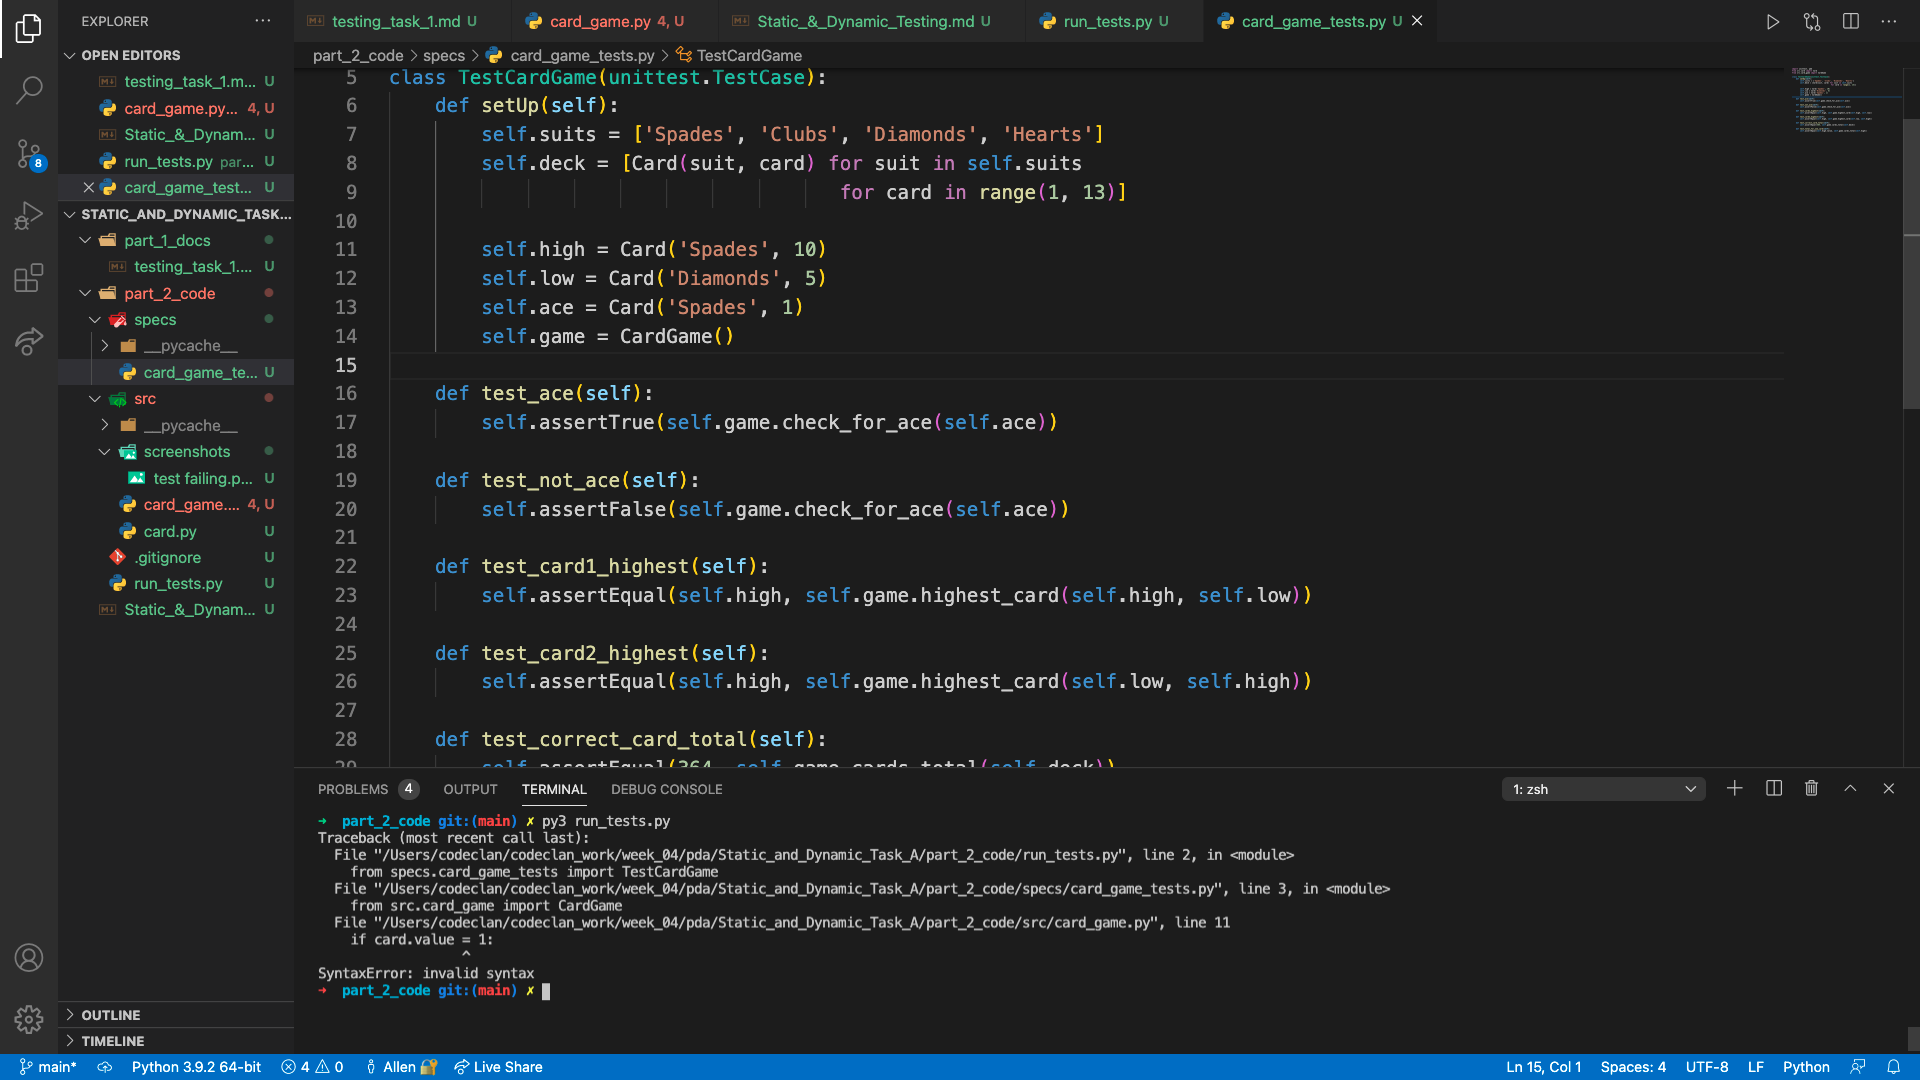 EXPLORER
OPEN EDITORS
testing_task_1.m... U
card_game.py... 4, U
Static_&_Dynam... U
run_tests.py par... U
card_game_test... U
STATIC_AND_DYNAMIC_TASK...
part_1_docs
testing_task_1.... U
part_2_code
specs
__pycache__
card_game_te... U
src
__pycache__
screenshots
test failing.p... U
card_game.... 4, U
card.py U
.gitignore U
run_tests.py U
Static_&_Dynam... U
OUTLINE
TIMELINE
8
testing_task_1.md U
card_game.py 4, U
Static_&_Dynamic_Testing.md U
run_tests.py U
card_game_tests.py U
part_2_code > specs > card_game_tests.py > TestCardGame
5 class TestCardGame(unittest.TestCase):
6 def setUp(self):
7 self.suits = ['Spades', 'Clubs', 'Diamonds', 'Hearts']
8 self.deck = [Card(suit, card) for suit in self.suits
9 for card in range(1, 13)]
10
11 self.high = Card('Spades', 10)
12 self.low = Card('Diamonds', 5)
13 self.ace = Card('Spades', 1)
14 self.game = CardGame()
15
16 def test_ace(self):
17 self.assertTrue(self.game.check_for_ace(self.ace))
18
19 def test_not_ace(self):
20 self.assertFalse(self.game.check_for_ace(self.ace))
21
22 def test_card1_highest(self):
23 self.assertEqual(self.high, self.game.highest_card(self.high, self.low))
24
25 def test_card2_highest(self):
26 self.assertEqual(self.high, self.game.highest_card(self.low, self.high))
27
28 def test_correct_card_total(self):
29 self.assertEqual(364, self.game.cards_total(self.deck))
PROBLEMS 4 OUTPUT TERMINAL DEBUG CONSOLE 1: zsh
→ part_2_code git:(main) ✗ py3 run_tests.py
Traceback (most recent call last):
File "/Users/codeclan/codeclan_work/week_04/pda/Static_and_Dynamic_Task_A/part_2_code/run_tests.py", line 2, in <module>
from specs.card_game_tests import TestCardGame
File "/Users/codeclan/codeclan_work/week_04/pda/Static_and_Dynamic_Task_A/part_2_code/specs/card_game_tests.py", line 3, in <module>
from src.card_game import CardGame
File "/Users/codeclan/codeclan_work/week_04/pda/Static_and_Dynamic_Task_A/part_2_code/src/card_game.py", line 11
if card.value = 1:
^
SyntaxError: invalid syntax
→ part_2_code git:(main) ✗
main* Python 3.9.2 64-bit 4 0 Allen Live Share Ln 15, Col 1 Spaces: 4 UTF-8 LF Python